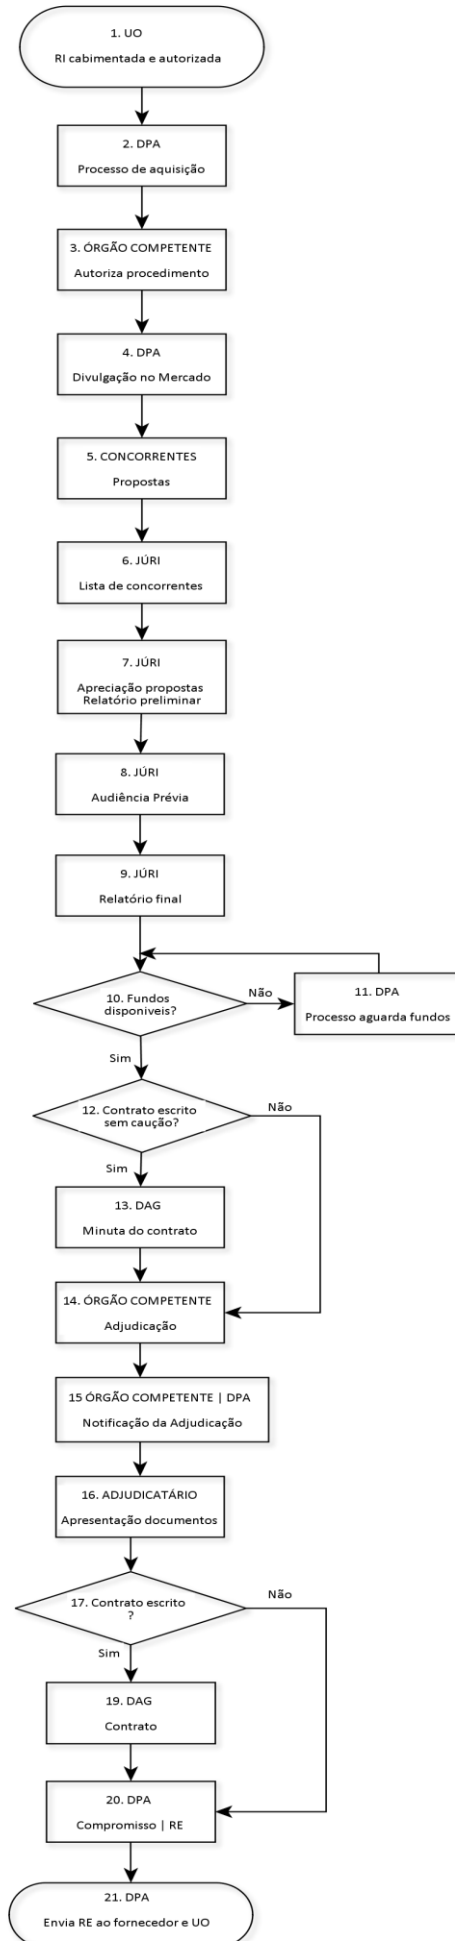 1. UO
RI cabimentada e autorizada
2. DPA
Processo de aquisição
3. ÓRGÃO COMPETENTE
Autoriza procedimento
4. DPA
Divulgação no Mercado
5. CONCORRENTES
Propostas
6. JÚRI
Lista de concorrentes
7. JÚRI
Apreciação propostas
Relatório preliminar
8. JÚRI
Audiência Prévia
9. JÚRI
Relatório final
10. Fundos
disponiveis?
Não
11. DPA
Processo aguarda fundos
Sim
12. Contrato escrito
sem caução?
Não
Sim
13. DAG
Minuta do contrato
14. ÓRGÃO COMPETENTE
Adjudicação
15 ÓRGÃO COMPETENTE | DPA
Notificação da Adjudicação
16. ADJUDICATÁRIO
Apresentação documentos
17. Contrato escrito
?
Não
Sim
19. DAG
Contrato
20. DPA
Compromisso | RE
21. DPA
Envia RE ao fornecedor e UO